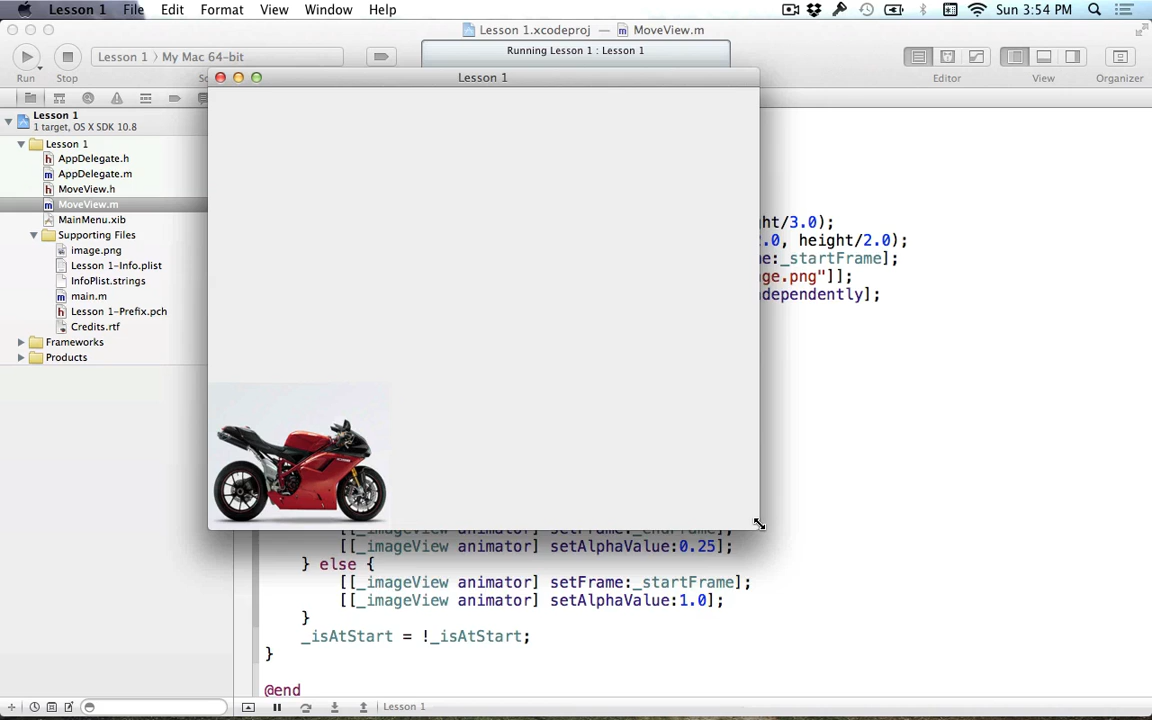 Lesson 1 File Edit Format View Window Help Sun 3:54 PM
Lesson 1.xcodeproj — MoveView.m
Lesson 1 My Mac 64-bit
Running Lesson 1 : Lesson 1
Run Stop Editor View Organizer
Lesson 1
Lesson 1
1 target, OS X SDK 10.8
Lesson 1
AppDelegate.h
AppDelegate.m
MoveView.h
MoveView.m
MainMenu.xib
Supporting Files
image.png
Lesson 1-Info.plist
InfoPlist.strings
main.m
Lesson 1-Prefix.pch
Credits.rtf
Frameworks
Products
ht/3.0);
.0, height/2.0);
e:_startFrame];
ge.png"]];
dependently];
[[_imageView animator] setFrame:_endFrame];
[[_imageView animator] setAlphaValue:0.25];
} else {
[[_imageView animator] setFrame:_startFrame];
[[_imageView animator] setAlphaValue:1.0];
}
_isAtStart = !_isAtStart;
}
@end
Lesson 1